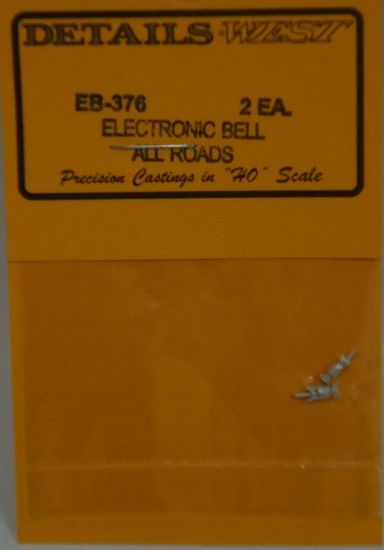 DETAILS WEST
EB-376 2 EA.
ELECTRONIC BELL
ALL ROADS
Precision Castings in "HO" Scale